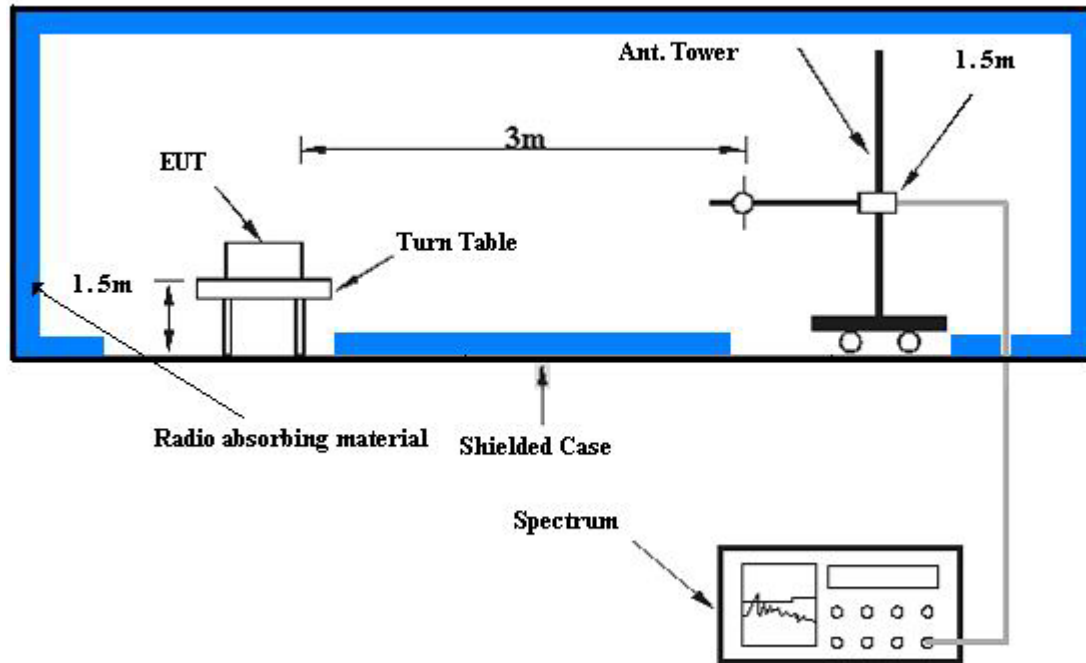 Ant. Tower
1.5m
3m
EUT
Turn Table
1.5m
Radio absorbing material
Shielded Case
Spectrum